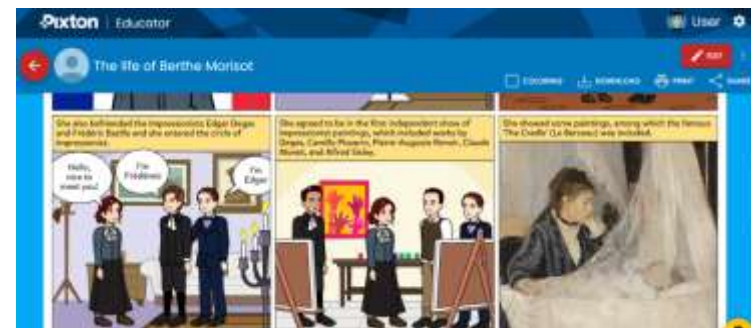 Pixton Educator
User
The life of Berthe Morisot
EDIT
COLORING DOWNLOAD PRINT SHARE
She also befriended the impressionists Edgar Degas
and Frédéric Bazille and she entered the circle of
impressionists.
She agreed to be in the first independent show of
impressionist paintings, which included works by
Degas, Camille Pissarro, Pierre-Auguste Renoir, Claude
Monet, and Alfred Sisley.
She showed some paintings, among which the famous
'The Cradle' (Le Berceau) was included.
Hello,
nice to
meet you!
I'm
Frédéric
I'm
Edgar